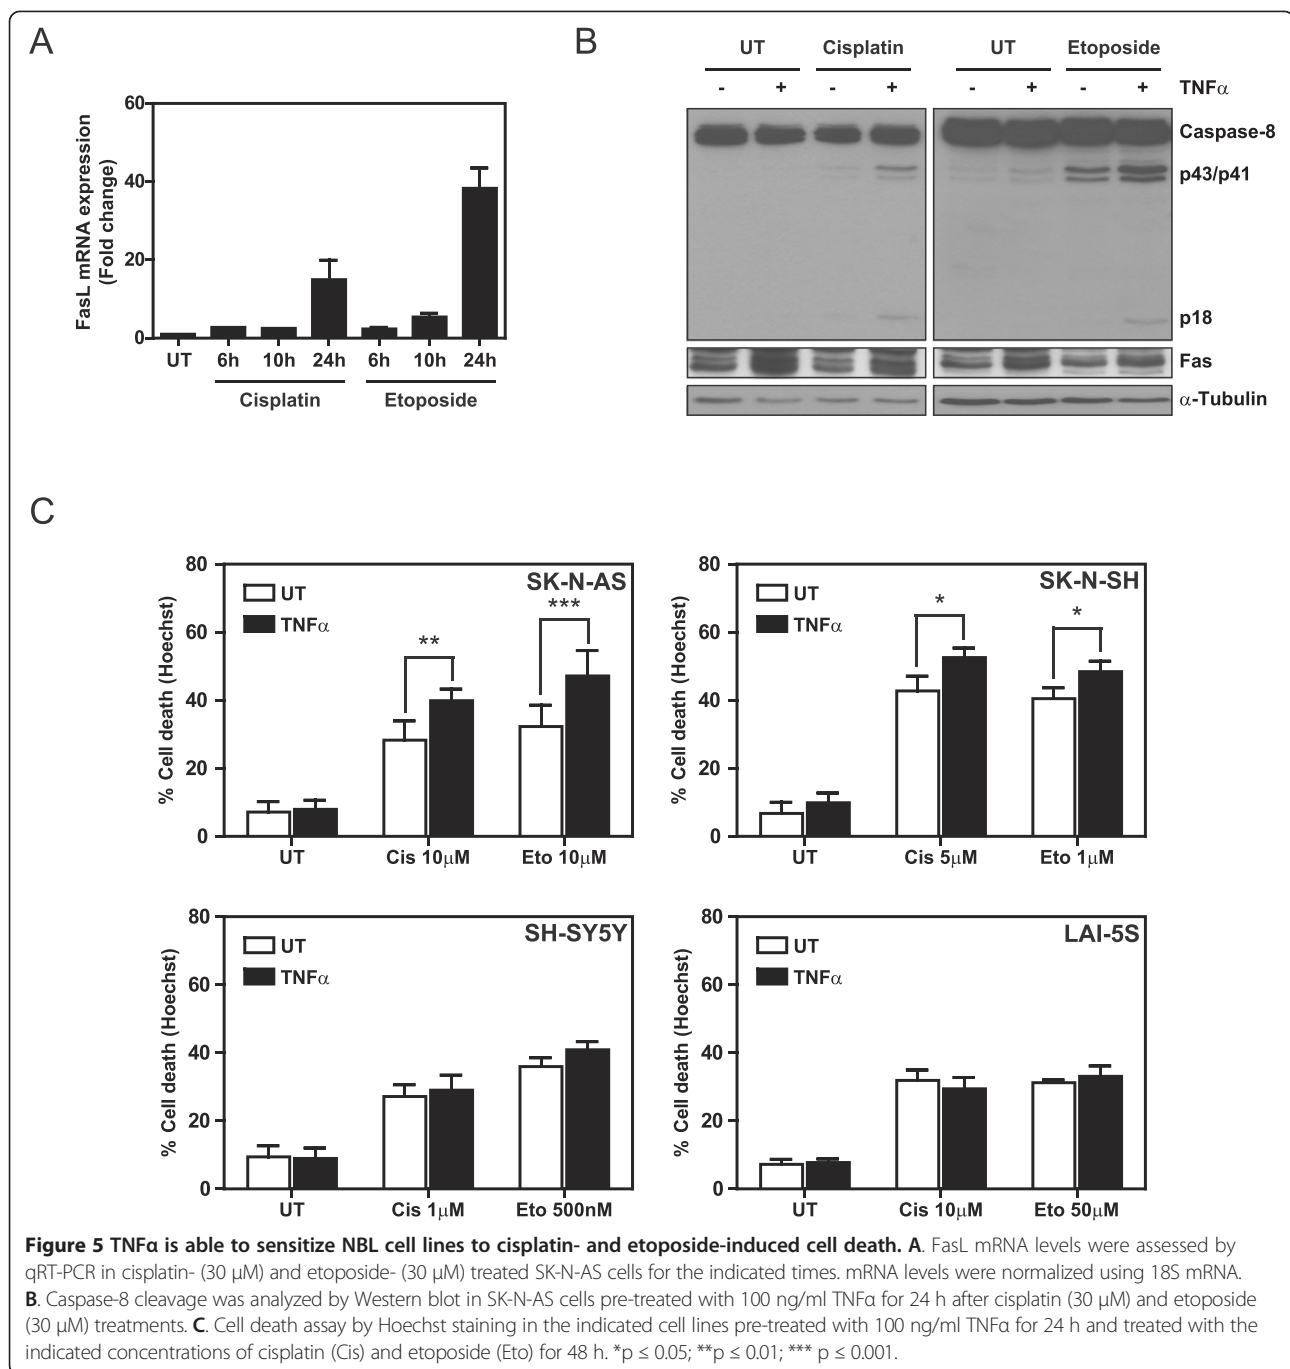 A
FasL mRNA expression
(Fold change)
60
40
20
0
UT 6h 10h 24h 6h 10h 24h
Cisplatin Etoposide
B
UT Cisplatin UT Etoposide
- + - + - + - + TNFα
Caspase-8
p43/p41
p18
Fas
α-Tubulin
C
% Cell death (Hoechst)
80
60
40
20
0
SK-N-AS
UT
TNFα
** ***
UT Cis 10μM Eto 10μM
% Cell death (Hoechst)
80
60
40
20
0
SK-N-SH
UT
TNFα
* *
UT Cis 5μM Eto 1μM
% Cell death (Hoechst)
80
60
40
20
0
SH-SY5Y
UT
TNFα
UT Cis 1μM Eto 500nM
% Cell death (Hoechst)
80
60
40
20
0
LAI-5S
UT
TNFα
UT Cis 10μM Eto 50μM
Figure 5 TNFα is able to sensitize NBL cell lines to cisplatin- and etoposide-induced cell death. A. FasL mRNA levels were assessed by
qRT-PCR in cisplatin- (30 μM) and etoposide- (30 μM) treated SK-N-AS cells for the indicated times. mRNA levels were normalized using 18S mRNA.
B. Caspase-8 cleavage was analyzed by Western blot in SK-N-AS cells pre-treated with 100 ng/ml TNFα for 24 h after cisplatin (30 μM) and etoposide
(30 μM) treatments. C. Cell death assay by Hoechst staining in the indicated cell lines pre-treated with 100 ng/ml TNFα for 24 h and treated with the
indicated concentrations of cisplatin (Cis) and etoposide (Eto) for 48 h. *p ≤ 0.05; **p ≤ 0.01; *** p ≤ 0.001.